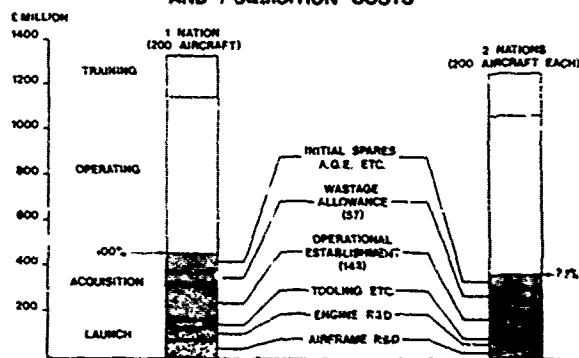 AND ACQUISITION COSTS
£ MILLION
1 NATION
(200 AIRCRAFT)
2 NATIONS
(200 AIRCRAFT EACH)
1400
1200
1000
800
600
400
200
TRAINING
OPERATING
100%
ACQUISITION
LAUNCH
INITIAL SPARES
A.G.E. ETC.
WASTAGE
ALLOWANCE
(57)
OPERATIONAL
ESTABLISHMENT
(143)
TOOLING ETC.
ENGINE R&D
AIRFRAME R&D